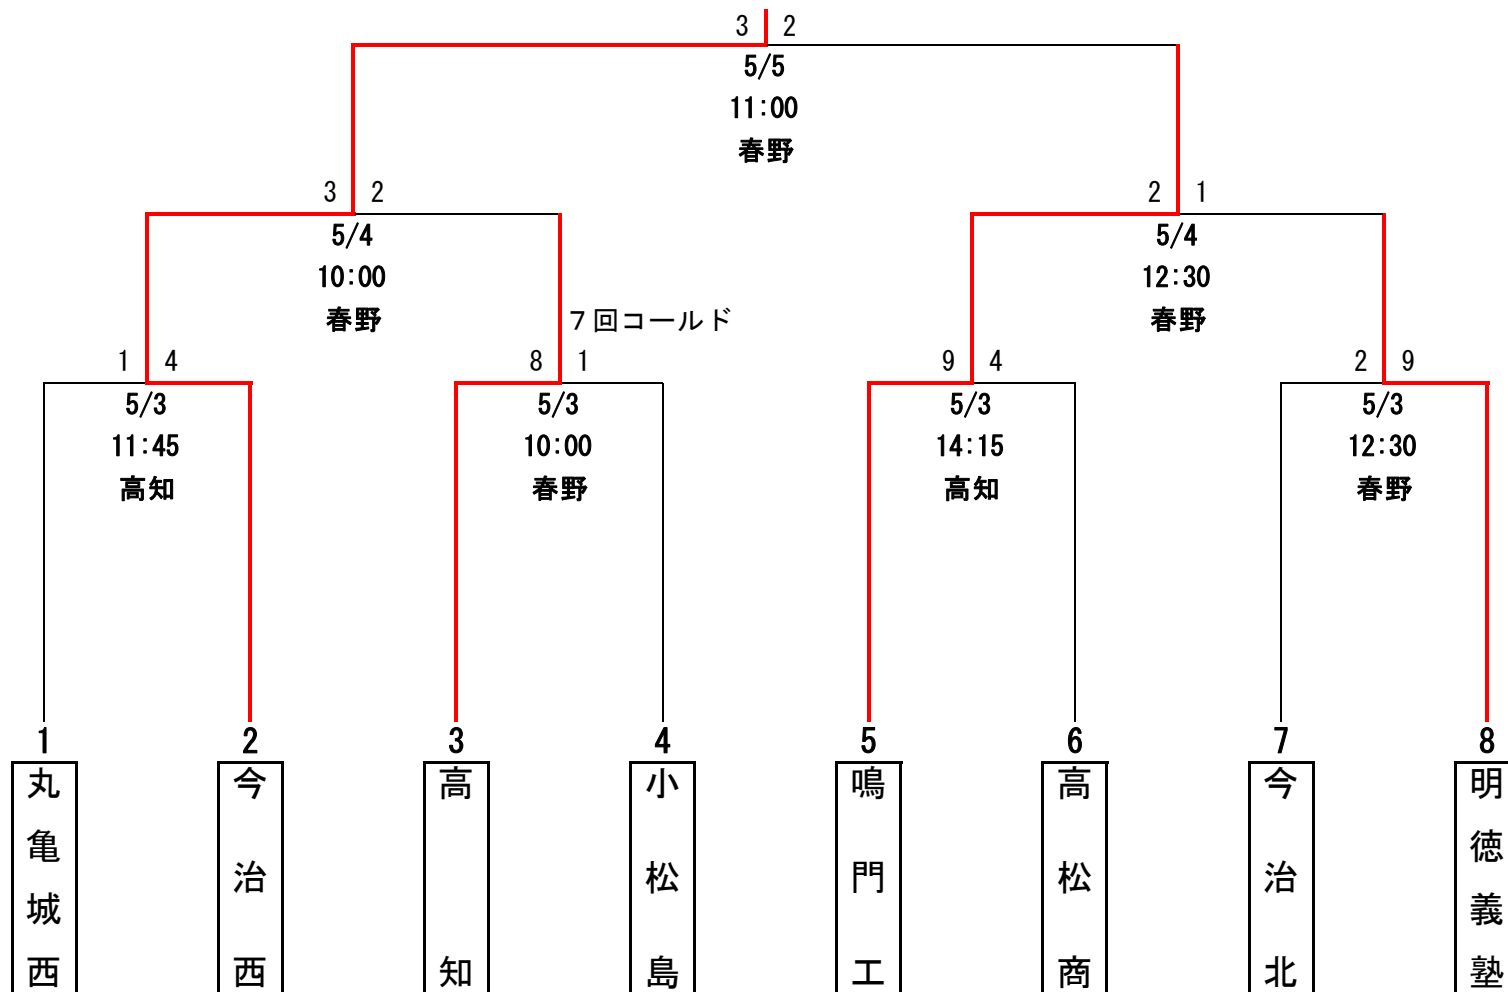 3 2
5/5
11:00
春野
3 2
5/4
10:00
春野
2 1
5/4
12:30
春野
7回コールド
1 4
5/3
11:45
高知
8 1
5/3
10:00
春野
9 4
5/3
14:15
高知
2 9
5/3
12:30
春野
1
丸亀城西
2
今治西
3
高知
4
小松島
5
鳴門工
6
高松商
7
今治北
8
明徳義塾